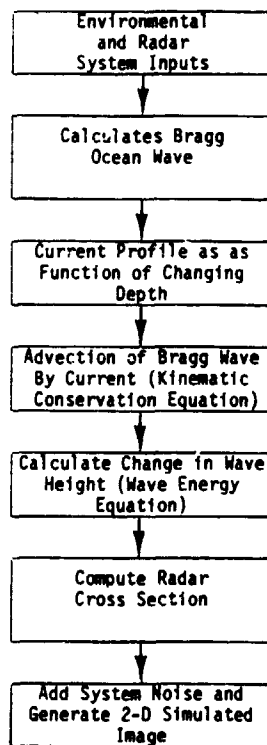 Environmental
and Radar
System Inputs
Calculates Bragg
Ocean Wave
Current Profile as as
Function of Changing
Depth
Advection of Bragg Wave
By Current (Kinematic
Conservation Equation)
Calculate Change in Wave
Height (Wave Energy
Equation)
Compute Radar
Cross Section
Add System Noise and
Generate 2-D Simulated
Image